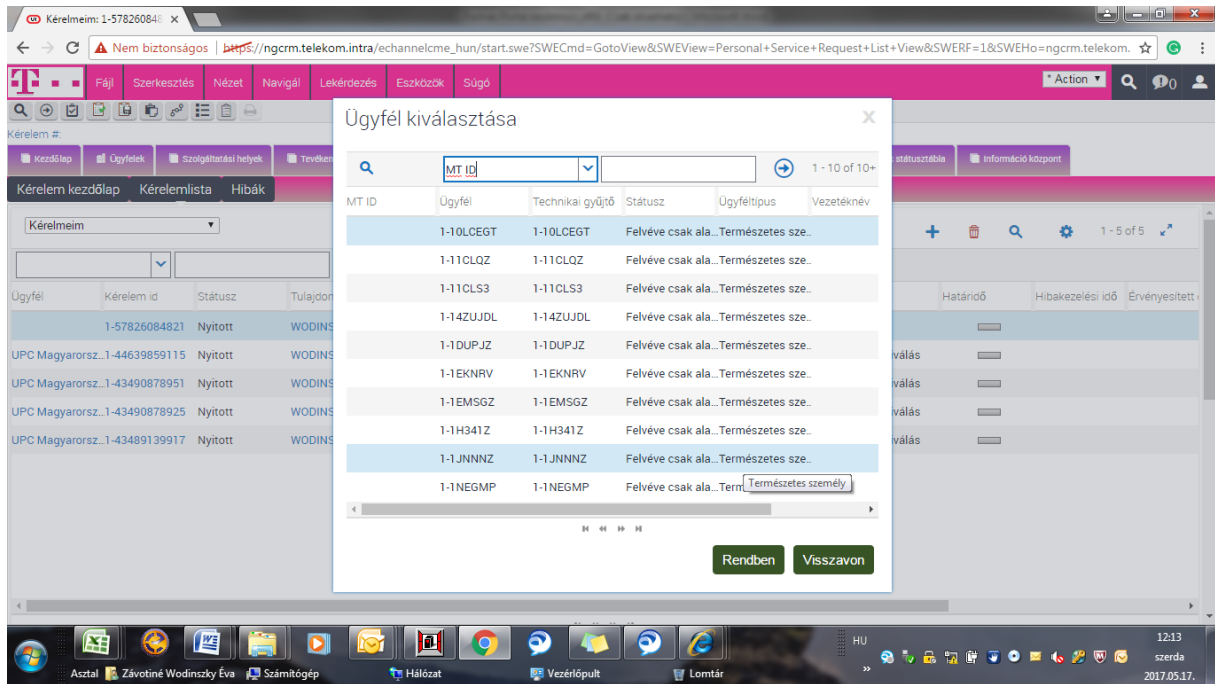 Kérelmeim: 1-57826084
Nem biztonságos https://ngcrm.telekom.intra/echannelcme_hun/start.swe?SWECmd=GotoView&SWEView=Personal+Service+Request+List+View&SWERF=1&SWEHo=ngcrm.telekom.
T Fájl Szerkesztés Nézet Navigál Lekérdezés Eszközök Súgó * Action 0
Kérelem #:
Kezdőlap Ügyfelek Szolgáltatási helyek Tevéken státusztábla Információ központ
Kérelem kezdőlap Kérelemlista Hibák
Kérelmeim 1 - 5 of 5
Ügyfél Kérelem id Státusz Tulajdon Határidő Hibakezelési idő Érvényesített
1-57826084821 Nyitott WODINS
UPC Magyarorsz... 1-44639859115 Nyitott WODINS válás
UPC Magyarorsz... 1-43490878951 Nyitott WODINS válás
UPC Magyarorsz... 1-43490878925 Nyitott WODINS válás
UPC Magyarorsz... 1-43489139917 Nyitott WODINS válás
Ügyfél kiválasztása X
MT ID 1 - 10 of 10+
MT ID Ügyfél Technikai gyűjtő Státusz Ügyféltípus Vezetéknév
1-10LCEGT 1-10LCEGT Felvéve csak ala... Természetes sze..
1-11CLQZ 1-11CLQZ Felvéve csak ala... Természetes sze..
1-11CLS3 1-11CLS3 Felvéve csak ala... Természetes sze..
1-14ZUJDL 1-14ZUJDL Felvéve csak ala... Természetes sze..
1-1DUPJZ 1-1DUPJZ Felvéve csak ala... Természetes sze..
1-1EKNRV 1-1EKNRV Felvéve csak ala... Természetes sze..
1-1EMSGZ 1-1EMSGZ Felvéve csak ala... Természetes sze..
1-1H341Z 1-1H341Z Felvéve csak ala... Természetes sze..
1-1JNNNZ 1-1JNNNZ Felvéve csak ala... Természetes sze..
1-1NEGMP 1-1NEGMP Felvéve csak ala... Term
Természetes személy
Rendben Visszavon
HU
Asztal Závotiné Wodinszky Éva Számítógép Hálózat Vezérlőpult Lomtár »
12:13
szerda
2017.05.17.